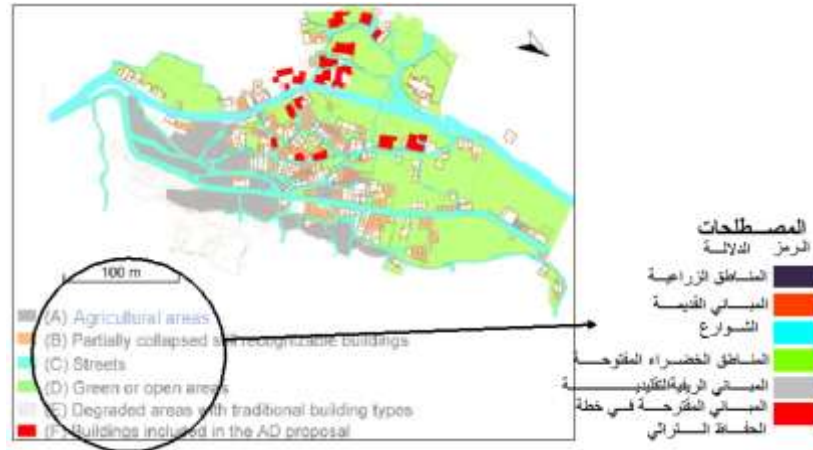 100 m
(A) Agricultural areas
(B) Partially collapsed still recognizable buildings
(C) Streets
(D) Green or open areas
(E) Degraded areas with traditional building types
(F) Buildings included in the AD proposal
المصطلحات
الرمز الدلالة
المناطق الزراعية
المباني القديمة
الشوارع
المناطق الخضراء المفتوحة
المباني الريفية التقليدية
المباني المقترحة في خطة
الحفاظ التراثي